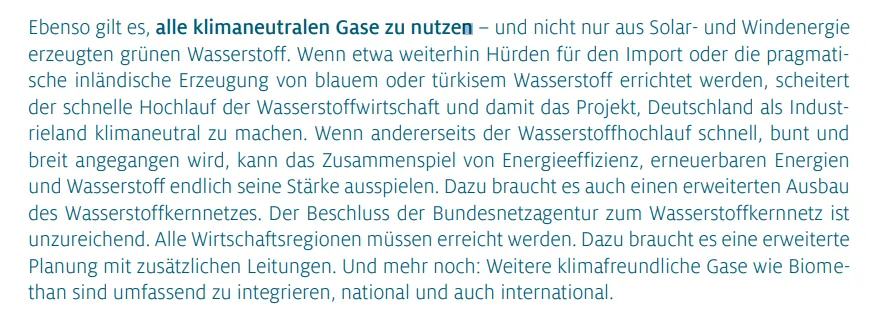 Ebenso gilt es, alle klimaneutralen Gase zu nutzen – und nicht nur aus Solar- und Windenergie
erzeugten grünen Wasserstoff. Wenn etwa weiterhin Hürden für den Import oder die pragmati-
sche inländische Erzeugung von blauem oder türkisem Wasserstoff errichtet werden, scheitert
der schnelle Hochlauf der Wasserstoffwirtschaft und damit das Projekt, Deutschland als Indust-
rieland klimaneutral zu machen. Wenn andererseits der Wasserstoffhochlauf schnell, bunt und
breit angegangen wird, kann das Zusammenspiel von Energieeffizienz, erneuerbaren Energien
und Wasserstoff endlich seine Stärke ausspielen. Dazu braucht es auch einen erweiterten Ausbau
des Wasserstoffkernnetzes. Der Beschluss der Bundesnetzagentur zum Wasserstoffkernnetz ist
unzureichend. Alle Wirtschaftsregionen müssen erreicht werden. Dazu braucht es eine erweiterte
Planung mit zusätzlichen Leitungen. Und mehr noch: Weitere klimafreundliche Gase wie Biome-
than sind umfassend zu integrieren, national und auch international.